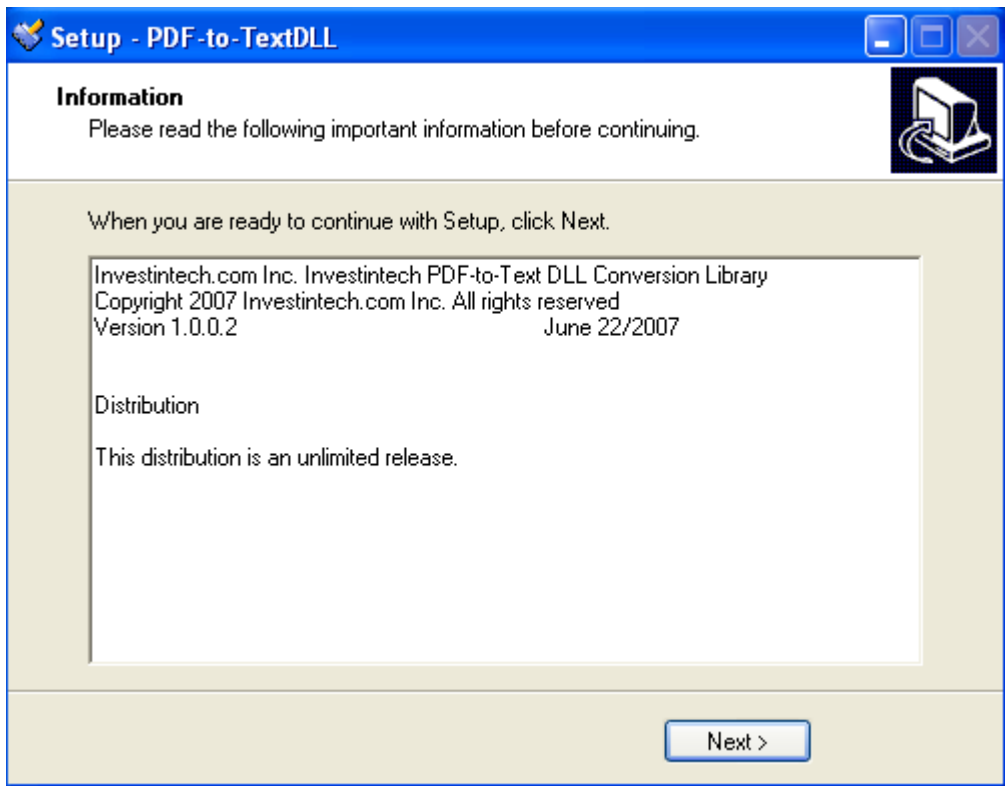 Setup - PDF-to-TextDLL
Information
Please read the following important information before continuing.
When you are ready to continue with Setup, click Next.
Investintech.com Inc. Investintech PDF-to-Text DLL Conversion Library
Copyright 2007 Investintech.com Inc. All rights reserved
Version 1.0.0.2 June 22/2007
Distribution
This distribution is an unlimited release.
Next >